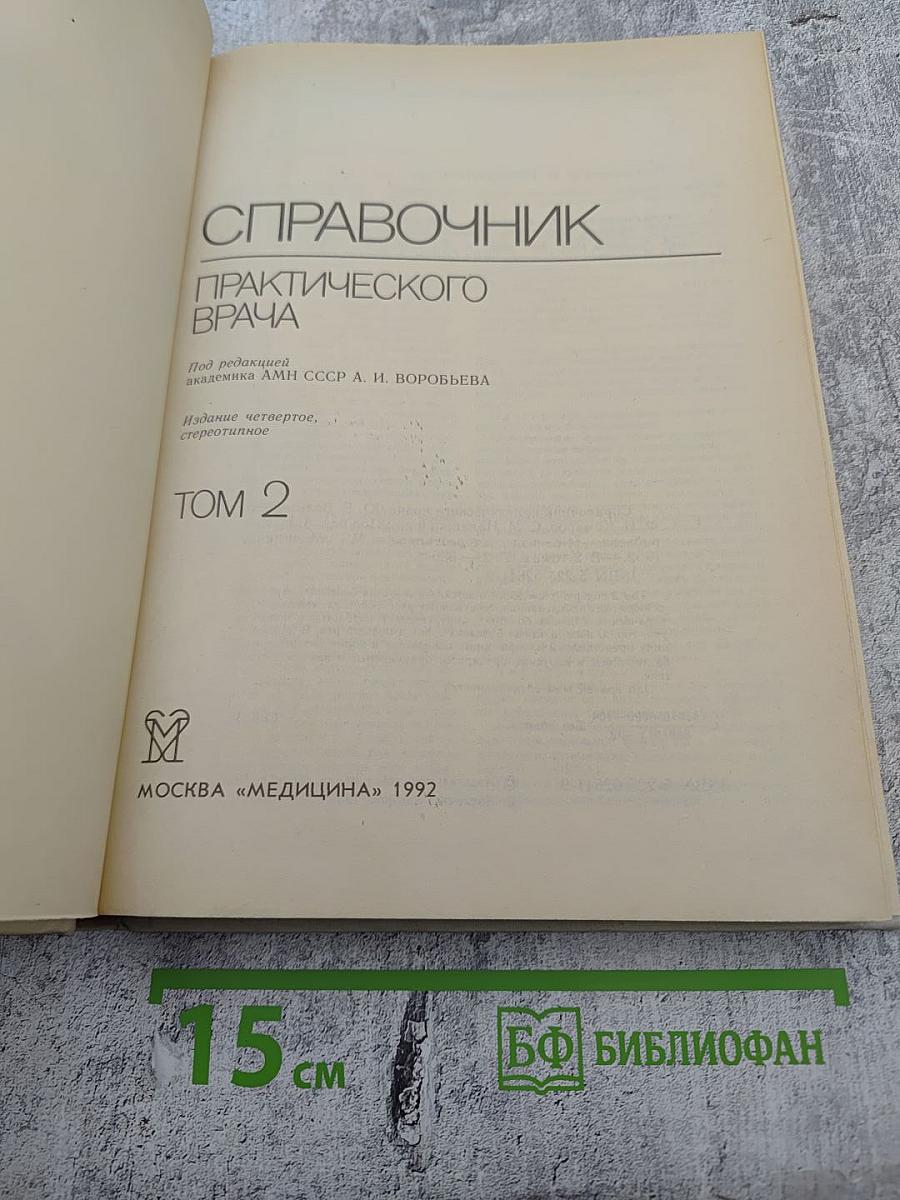 СПРАВОЧНИК
ПРАКТИЧЕСКОГО
ВРАЧА
Под редакцией
академика АМН СССР А. И. ВОРОБЬЕВА
Издание четвертое,
стереотипное
ТОМ 2
МОСКВА «МЕДИЦИНА» 1992
15 см
БФ БИБЛИОФАН